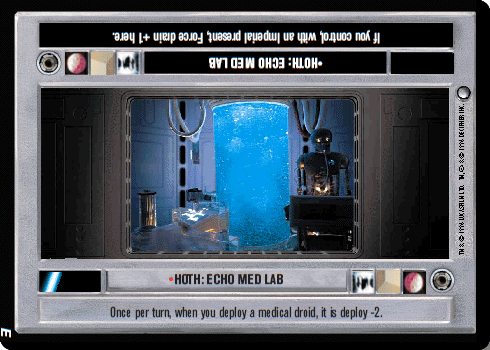 If you control, with an Imperial present, Force drain +1 here.
•HOTH: ECHO MED LAB
•HOTH: ECHO MED LAB
Once per turn, when you deploy a medical droid, it is deploy -2.
E